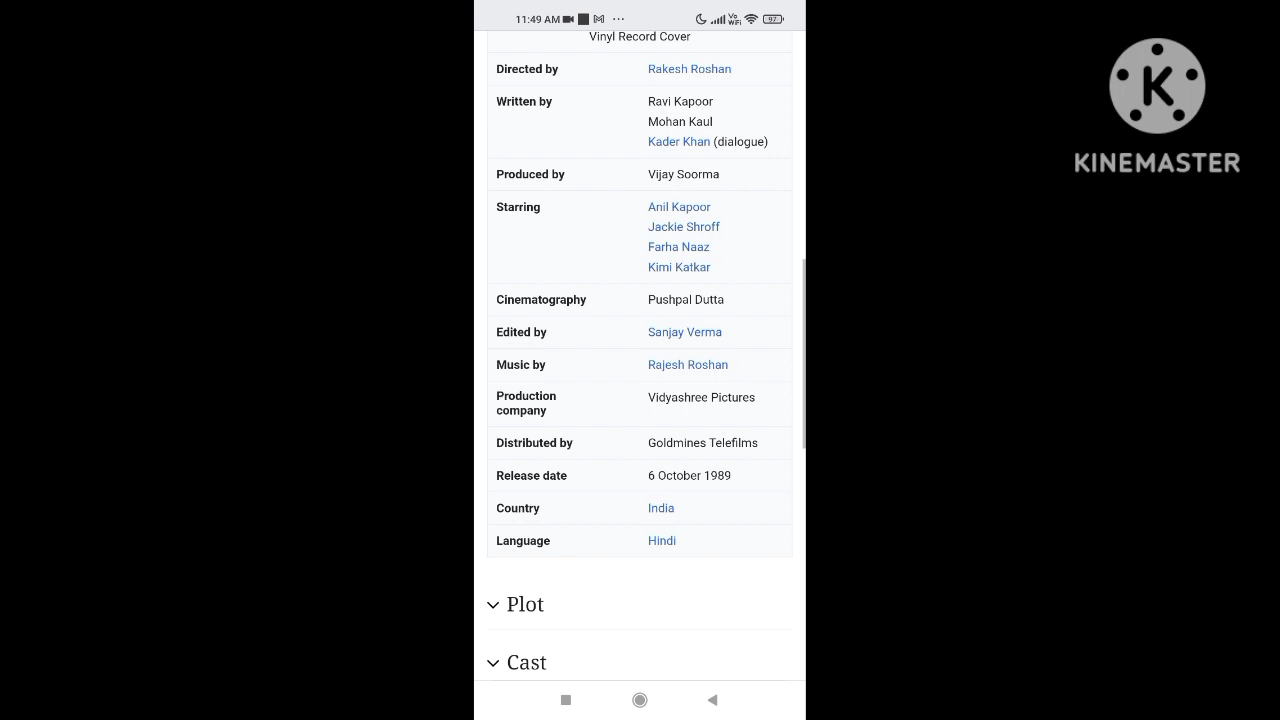 11:49 AM
Vo
WiFi
97
Vinyl Record Cover
Directed by
Rakesh Roshan
Written by
Ravi Kapoor
Mohan Kaul
Kader Khan (dialogue)
Produced by
Vijay Soorma
Starring
Anil Kapoor
Jackie Shroff
Farha Naaz
Kimi Katkar
Cinematography
Pushpal Dutta
Edited by
Sanjay Verma
Music by
Rajesh Roshan
Production
company
Vidyashree Pictures
Distributed by
Goldmines Telefilms
Release date
6 October 1989
Country
India
Language
Hindi
Plot
Cast
K
KINEMASTER